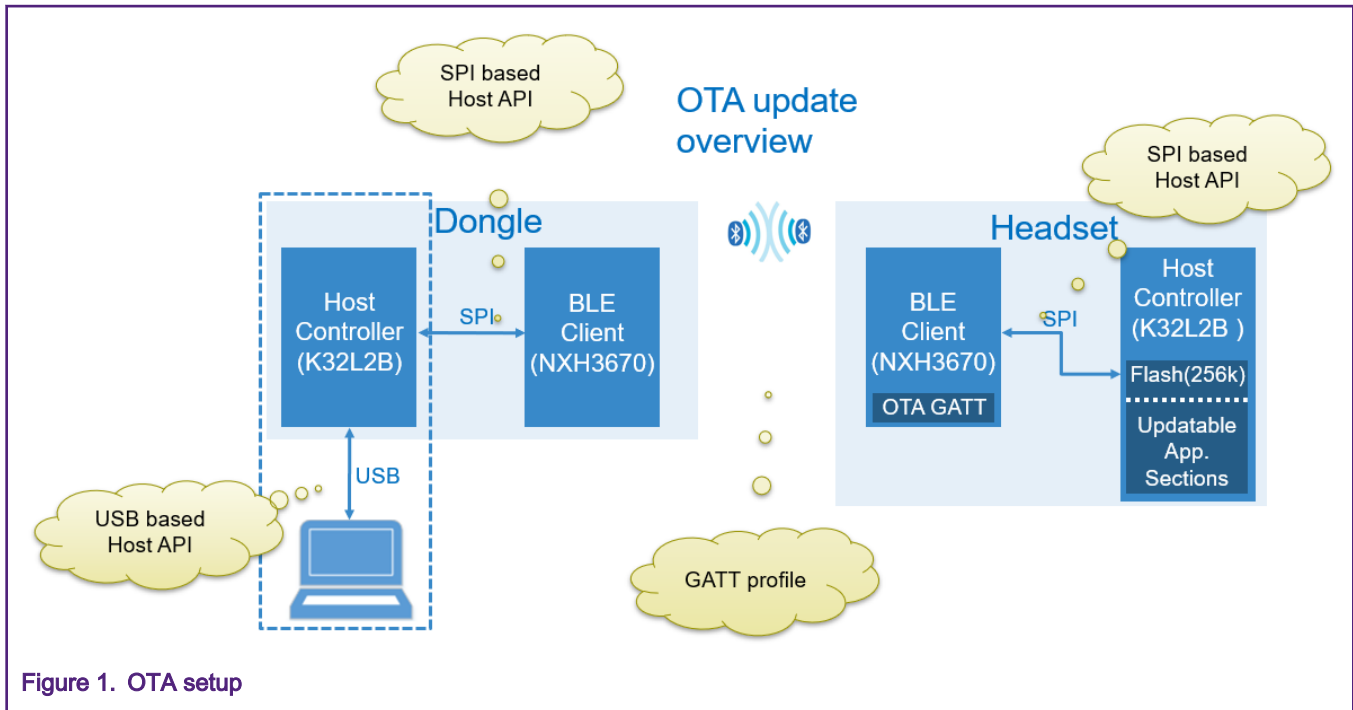 SPI based
Host API
OTA update
overview
SPI based
Host API
Dongle
Headset
Host
Controller
(K32L2B)
SPI
BLE
Client
(NXH3670)
BLE
Client
(NXH3670)
OTA GATT
SPI
Host
Controller
(K32L2B )
Flash(256k)
Updatable
App.
Sections
USB
USB based
Host API
GATT profile
Figure 1. OTA setup